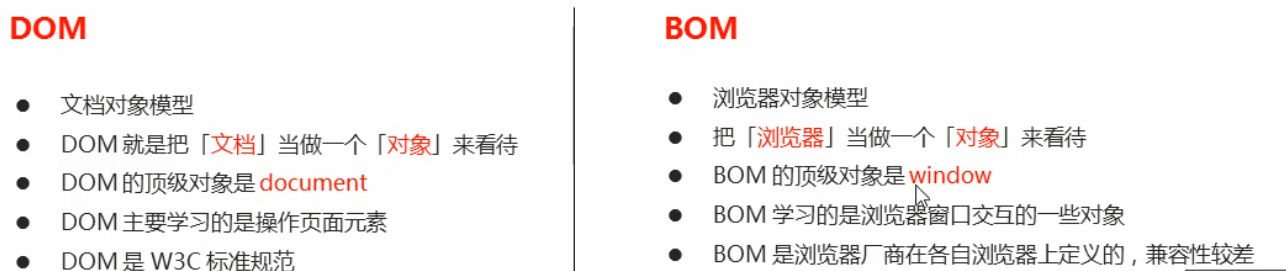 DOM
文档对象模型
DOM 就是把「文档」当做一个「对象」来看待
DOM 的顶级对象是 document
DOM 主要学习的是操作页面元素
DOM 是 W3C 标准规范
BOM
浏览器对象模型
把「浏览器」当做一个「对象」来看待
BOM 的顶级对象是 window
BOM 学习的是浏览器窗口交互的一些对象
BOM 是浏览器厂商在各自浏览器上定义的，兼容性较差